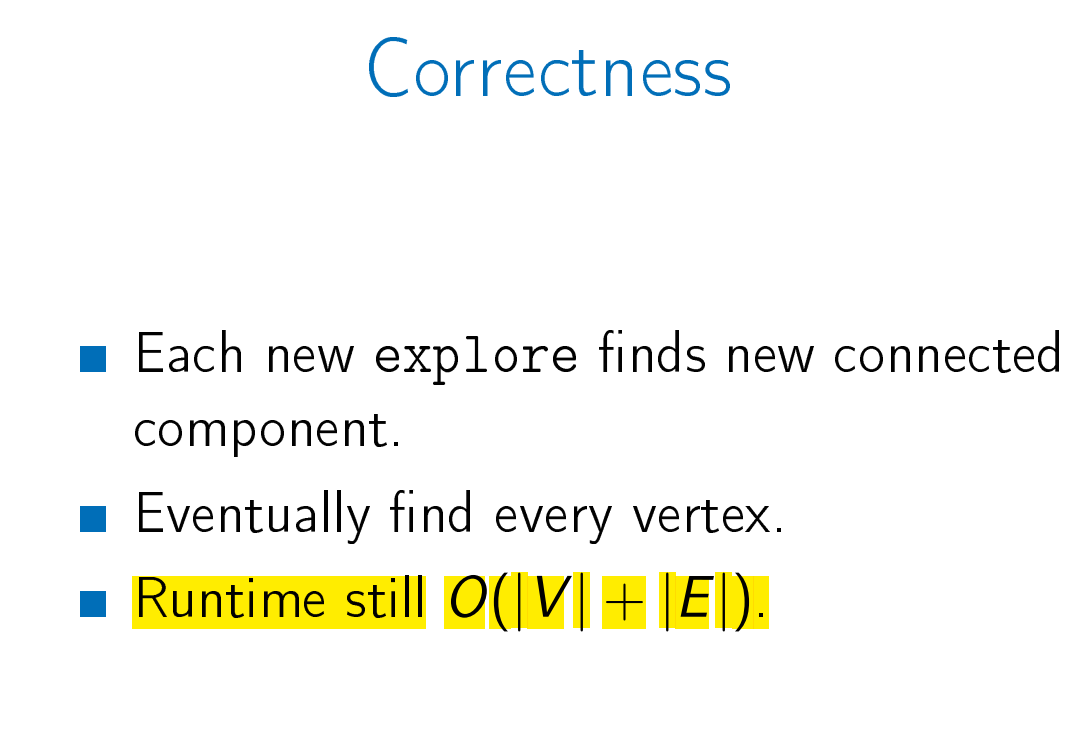 Correctness
Each new explore finds new connected
component.
Eventually find every vertex.
Runtime still O(|V| + |E|).